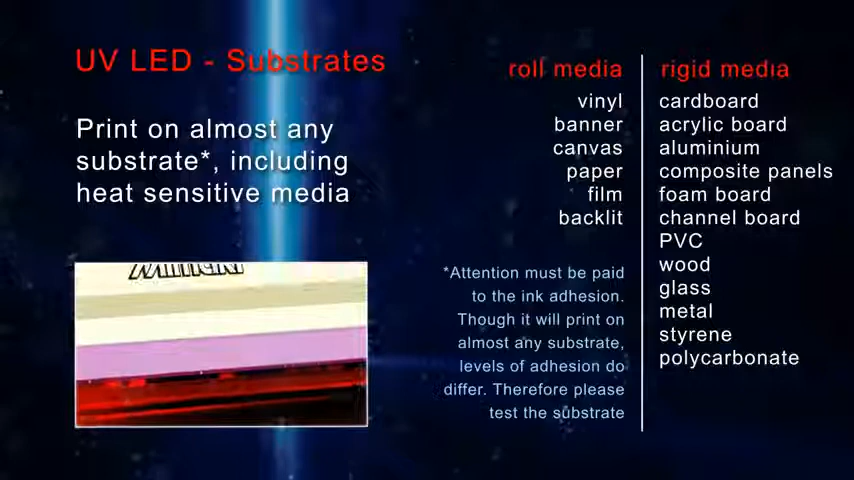 UV LED - Substrates
Print on almost any
substrate*, including
heat sensitive media
roll media
vinyl
banner
canvas
paper
film
backlit
*Attention must be paid
to the ink adhesion.
Though it will print on
almost any substrate,
levels of adhesion do
differ. Therefore please
test the substrate
rigid media
cardboard
acrylic board
aluminium
composite panels
foam board
channel board
PVC
wood
glass
metal
styrene
polycarbonate